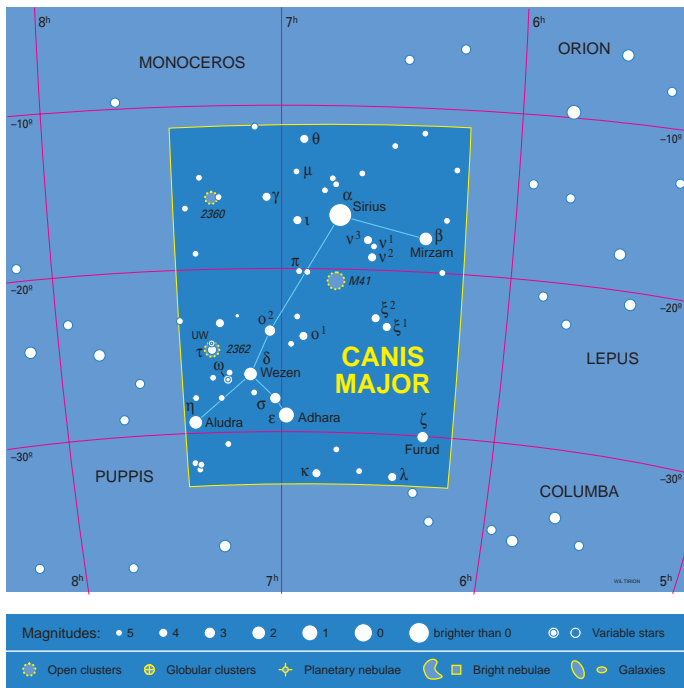 8h 7h 6h
MONOCEROS ORION
–10º –10º
θ
μ
α
Sirius
γ
2360
ι
β
Mirzam
ν3 ν1
ν2
π
M41
–20º –20º
ο2 ο1
ξ2 ξ1
UW
τ 2362
ω
δ
Wezen
CANIS
MAJOR
LEPUS
η
Aludra
σ
ε Adhara
ζ
Furud
–30º –30º
PUPPIS
κ λ
COLUMBA
8h 7h 6h 5h
WIL TIRION
Magnitudes: 5 4 3 2 1 0 brighter than 0 Variable stars
Open clusters Globular clusters Planetary nebulae Bright nebulae Galaxies